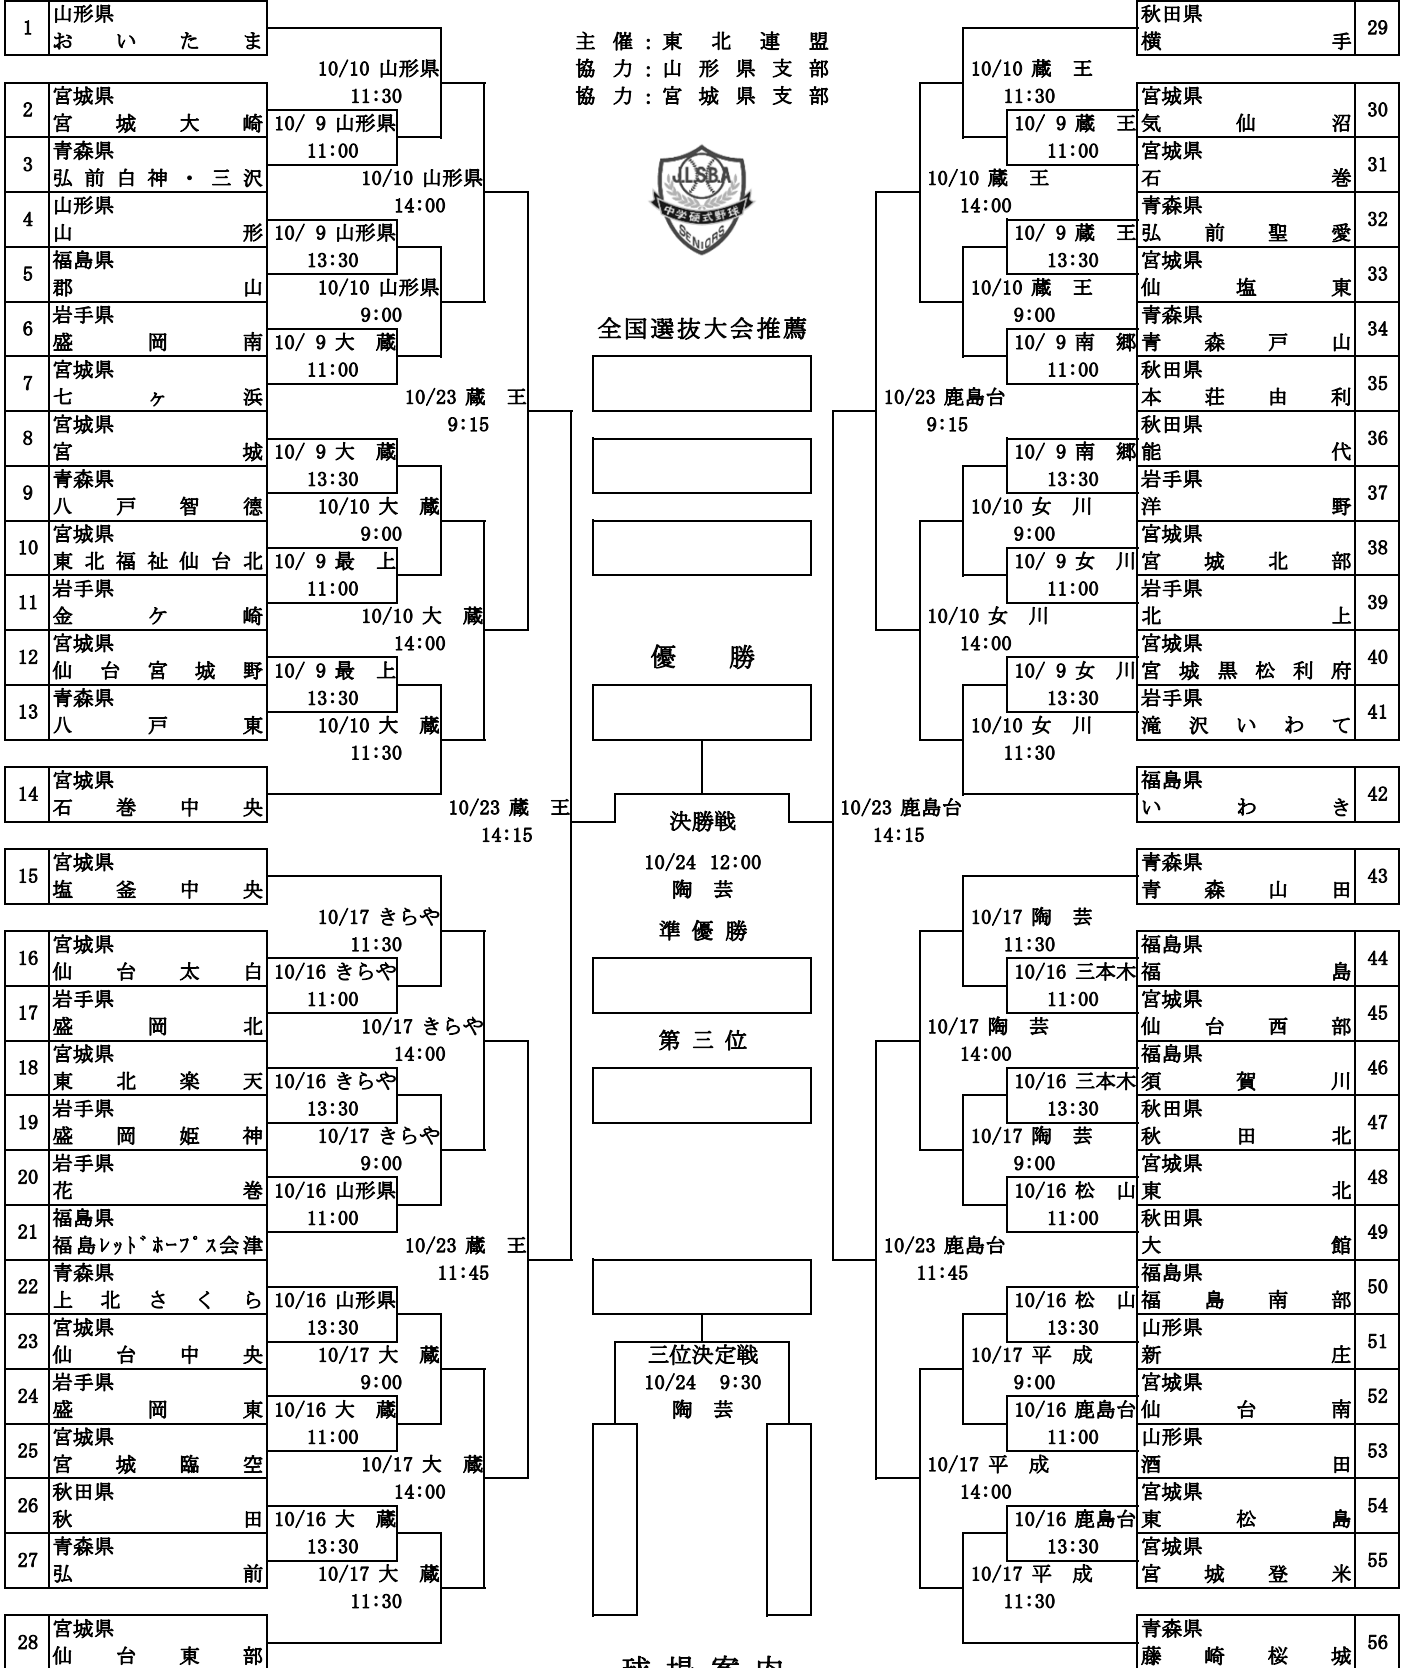 主催：東北連盟
協力：山形県支部
協力：宮城県支部
J.L.S.B.A
中学硬式野球
SENIORS
1 山形県
おいたま
2 宮城県
宮城大崎
3 青森県
弘前白神・三沢
4 山形県
山形
5 福島県
郡山
6 岩手県
盛岡南
7 宮城県
七ヶ浜
8 宮城県
宮城
9 青森県
八戸智徳
10 宮城県
東北福祉仙台北
11 岩手県
金ケ崎
12 宮城県
仙台宮城野
13 青森県
八戸東
14 宮城県
石巻中央
15 宮城県
塩釜中央
16 宮城県
仙台太白
17 岩手県
盛岡北
18 宮城県
東北楽天
19 岩手県
盛岡姫神
20 岩手県
花巻
21 福島県
福島ﾚｯﾄﾞﾎｰﾌﾟｽ会津
22 青森県
上北さくら
23 宮城県
仙台中央
24 岩手県
盛岡東
25 宮城県
宮城臨空
26 秋田県
秋田
27 青森県
弘前
28 宮城県
仙台東部
10/10 山形県
11:30
10/ 9 山形県
11:00
10/10 山形県
14:00
10/ 9 山形県
13:30
10/10 山形県
9:00
10/ 9 大蔵
11:00
10/23 蔵王
9:15
10/ 9 大蔵
13:30
10/10 大蔵
9:00
10/ 9 最上
11:00
10/10 大蔵
14:00
10/ 9 最上
13:30
10/10 大蔵
11:30
10/23 蔵王
14:15
10/17 きらや
11:30
10/16 きらや
11:00
10/17 きらや
14:00
10/16 きらや
13:30
10/17 きらや
9:00
10/16 山形県
11:00
10/23 蔵王
11:45
10/16 山形県
13:30
10/17 大蔵
9:00
10/16 大蔵
11:00
10/17 大蔵
14:00
10/16 大蔵
13:30
10/17 大蔵
11:30
全国選抜大会推薦
優勝
決勝戦
10/24 12:00
陶芸
準優勝
第三位
三位決定戦
10/24 9:30
陶芸
球場案内
10/10 蔵王
11:30
10/ 9 蔵王
11:00
10/10 蔵王
14:00
10/ 9 蔵王
13:30
10/10 蔵王
9:00
10/ 9 南郷
11:00
10/23 鹿島台
9:15
10/ 9 南郷
13:30
10/10 女川
9:00
10/ 9 女川
11:00
10/10 女川
14:00
10/ 9 女川
13:30
10/10 女川
11:30
10/23 鹿島台
14:15
10/17 陶芸
11:30
10/16 三本木
11:00
10/17 陶芸
14:00
10/16 三本木
13:30
10/17 陶芸
9:00
10/16 松山
11:00
10/23 鹿島台
11:45
10/16 松山
13:30
10/17 平成
9:00
10/16 鹿島台
11:00
10/17 平成
14:00
10/16 鹿島台
13:30
10/17 平成
11:30
秋田県 29
横手
宮城県 30
気仙沼
宮城県 31
石巻
青森県 32
弘前聖愛
宮城県 33
仙塩東
青森県 34
青森戸山
秋田県 35
本荘由利
秋田県 36
能代
岩手県 37
洋野
宮城県 38
宮城北部
岩手県 39
北上
宮城県 40
宮城黒松利府
岩手県 41
滝沢いわて
福島県 42
いわき
青森県 43
青森山田
福島県 44
福島
宮城県 45
仙台西部
福島県 46
須賀川
秋田県 47
秋田北
宮城県 48
東北
秋田県 49
大館
福島県 50
福島南部
山形県 51
新庄
宮城県 52
仙台南
山形県 53
酒田
宮城県 54
東松島
宮城県 55
宮城登米
青森県 56
藤崎桜城